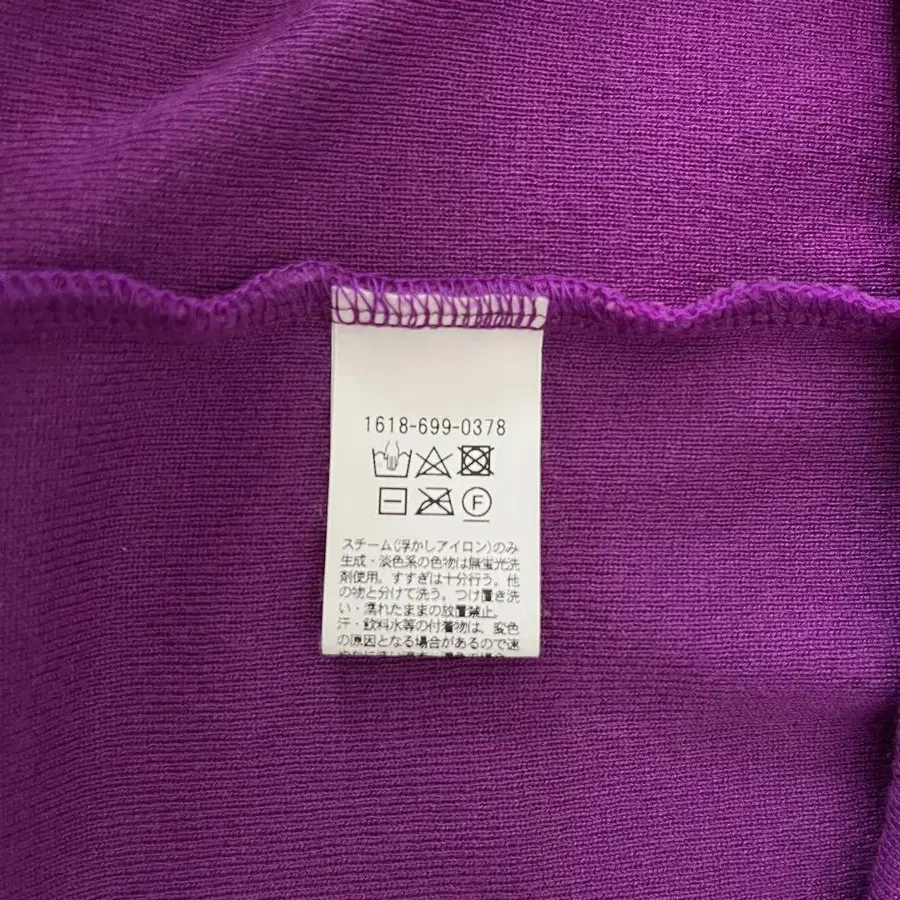 1618-699-0378
F
スチーム(浮かしアイロン)のみ
生成・淡色系の色物は無蛍光洗
剤使用。すすぎは十分行う。他
の物と分けて洗う。つけ置き洗
い・濡れたままの放置禁止。
汗・飲料水等の付着物は、変色
の原因となる場合があるので速